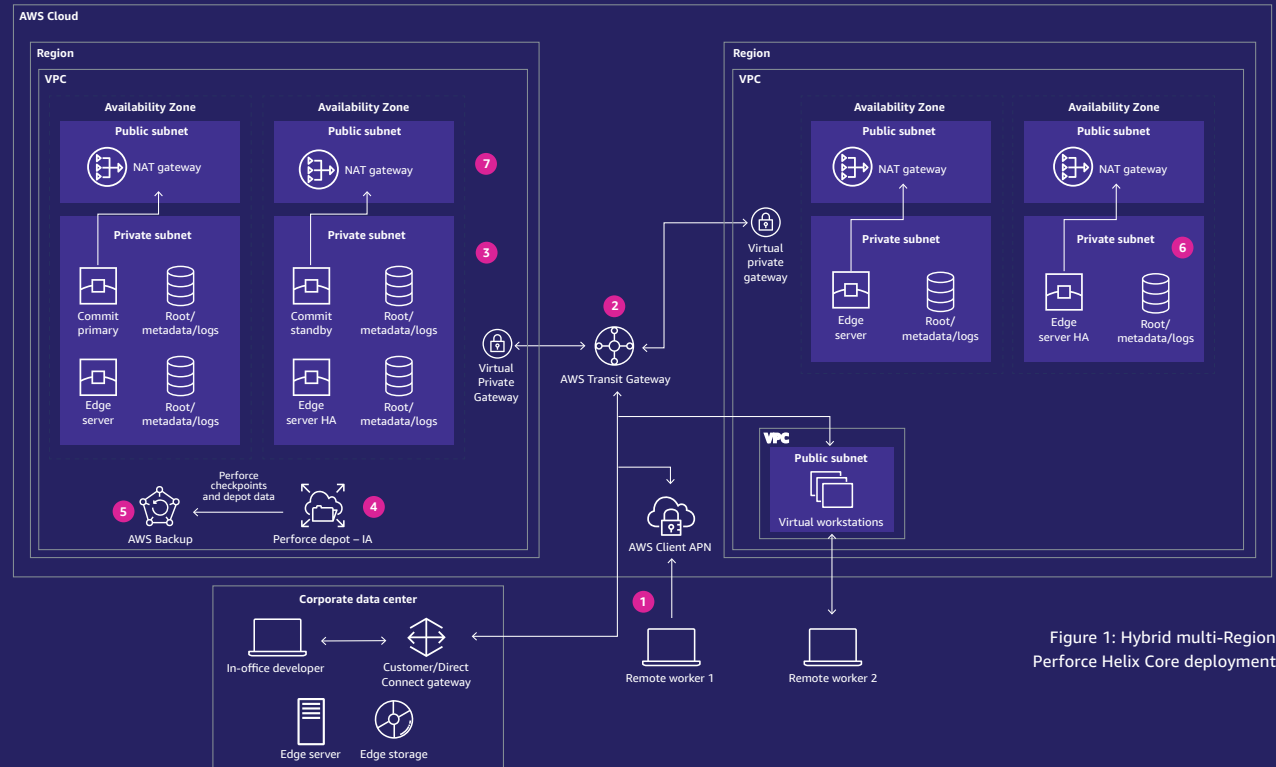 AWS Cloud
Region
VPC
Availability Zone
Public subnet
NAT gateway
Private subnet
Commit
primary
Root/
metadata/logs
Edge
server
Root/
metadata/logs
Availability Zone
Public subnet
NAT gateway
Private subnet
Commit
standby
Root/
metadata/logs
Edge
server HA
Root/
metadata/logs
7
3
Virtual
Private
Gateway
5
AWS Backup
Perforce
checkpoints
and depot data
Perforce depot – IA
4
2
AWS Transit Gateway
Virtual
private
gateway
Region
VPC
Availability Zone
Public subnet
NAT gateway
Private subnet
Edge
server
Root/
metadata/logs
Availability Zone
Public subnet
NAT gateway
Private subnet
6
Edge
server HA
Root/
metadata/logs
VPC
Public subnet
Virtual workstations
AWS Client APN
1
Remote worker 1
Remote worker 2
Corporate data center
In-office developer
Customer/Direct
Connect gateway
Edge server
Edge storage
Figure 1: Hybrid multi-Region
Perforce Helix Core deployment